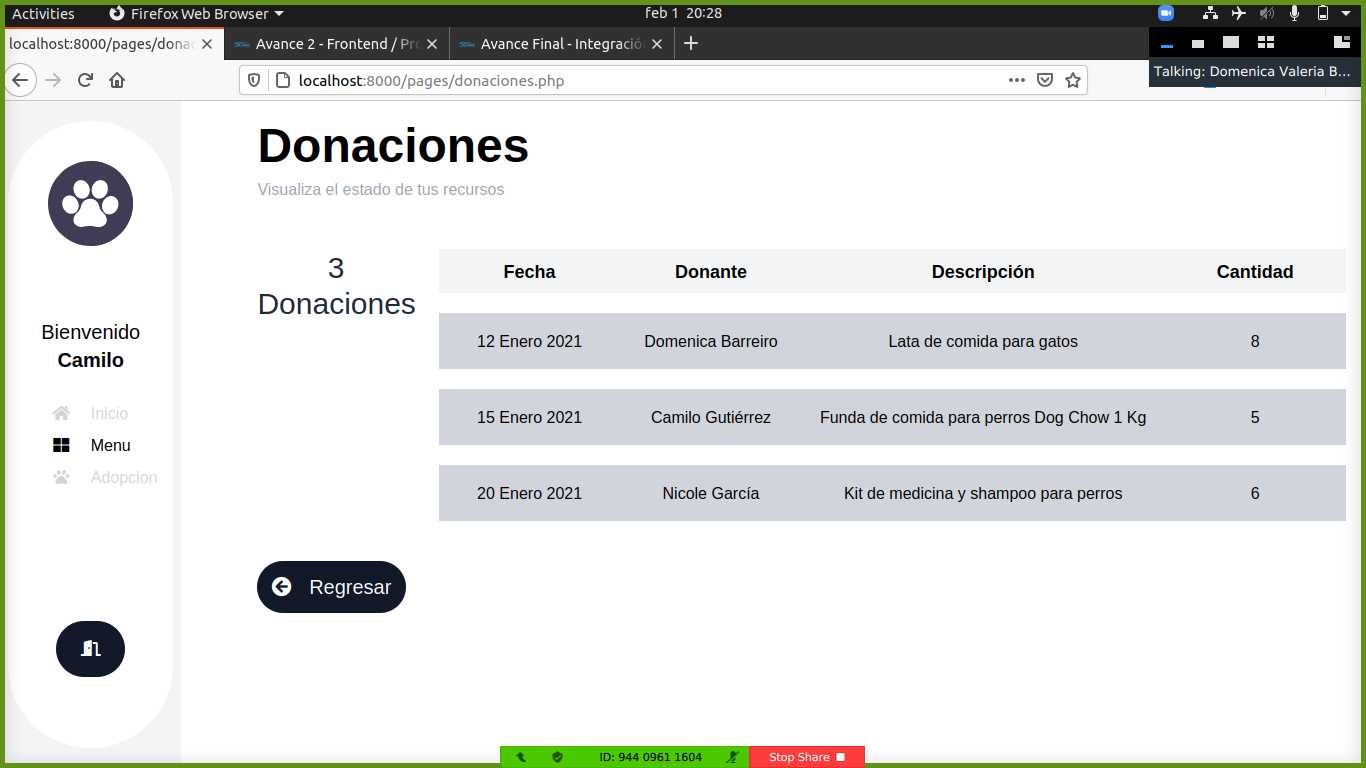 Activities Firefox Web Browser feb 1 20:28
localhost:8000/pages/dona Avance 2 - Frontend / Pro Avance Final - Integració
localhost:8000/pages/donaciones.php
Talking: Domenica Valeria B...
Donaciones
Visualiza el estado de tus recursos
3
Donaciones
Fecha Donante Descripción Cantidad
12 Enero 2021 Domenica Barreiro Lata de comida para gatos 8
15 Enero 2021 Camilo Gutiérrez Funda de comida para perros Dog Chow 1 Kg 5
20 Enero 2021 Nicole García Kit de medicina y shampoo para perros 6
Bienvenido
Camilo
Inicio
Menu
Adopcion
Regresar
ID: 944 0961 1604 Stop Share